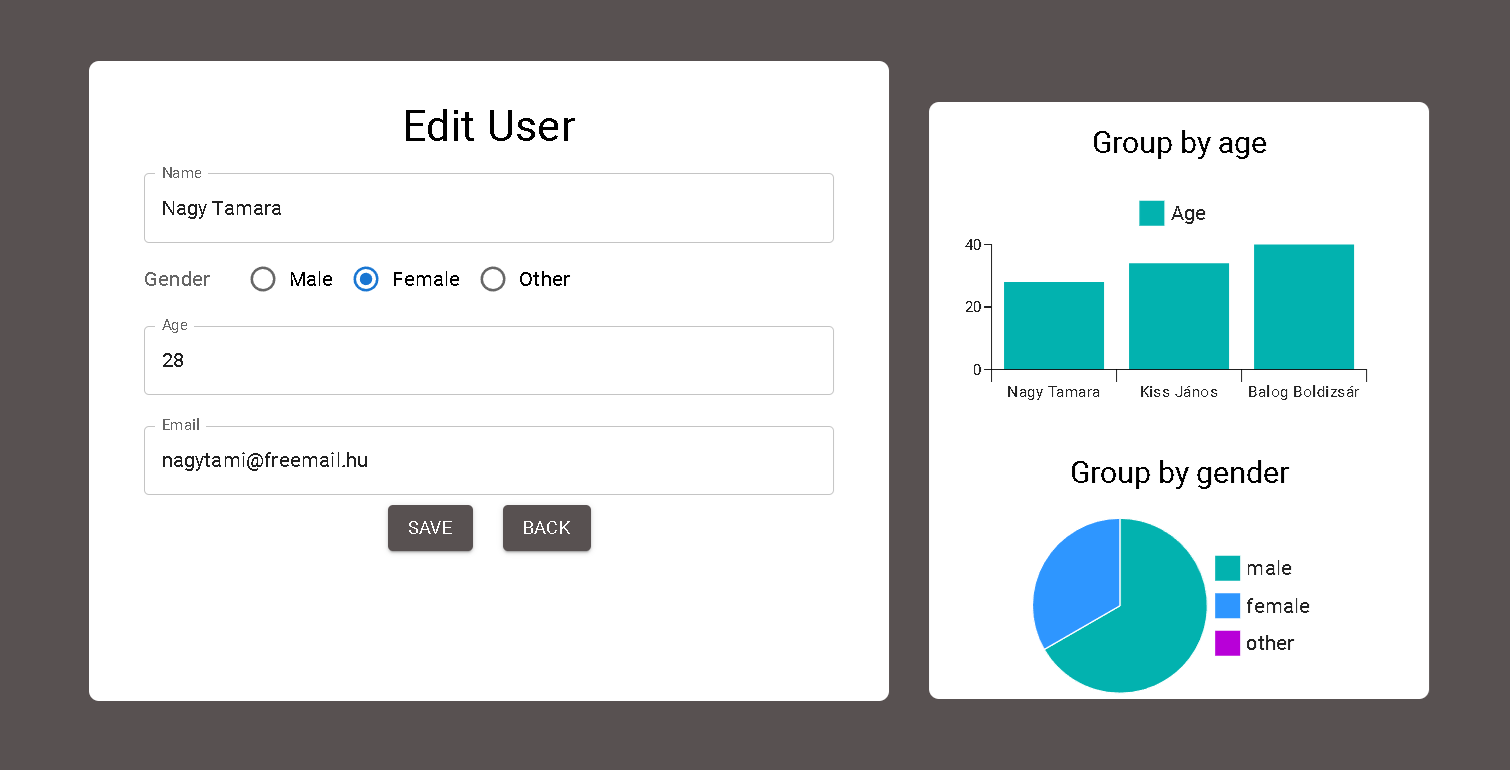 Edit User
Name
Nagy Tamara
Gender Male Female Other
Age
28
Email
nagytami@freemail.hu
SAVE BACK
Group by age
Age
40
20
0
Nagy Tamara Kiss János Balog Boldizsár
Group by gender
male
female
other